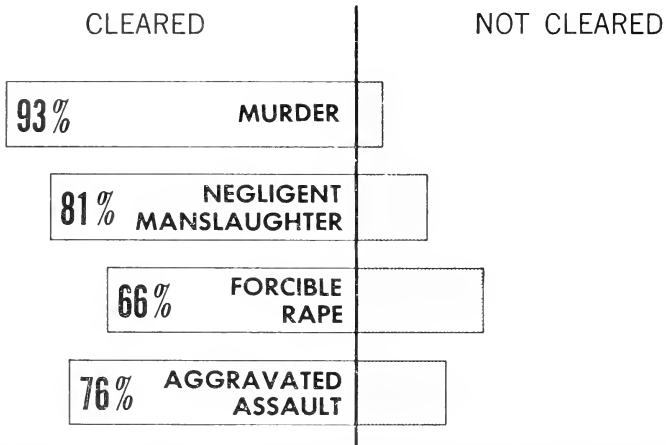 CLEARED NOT CLEARED
93% MURDER
81% NEGLIGENT
MANSLAUGHTER
66% FORCIBLE
RAPE
76% AGGRAVATED
ASSAULT